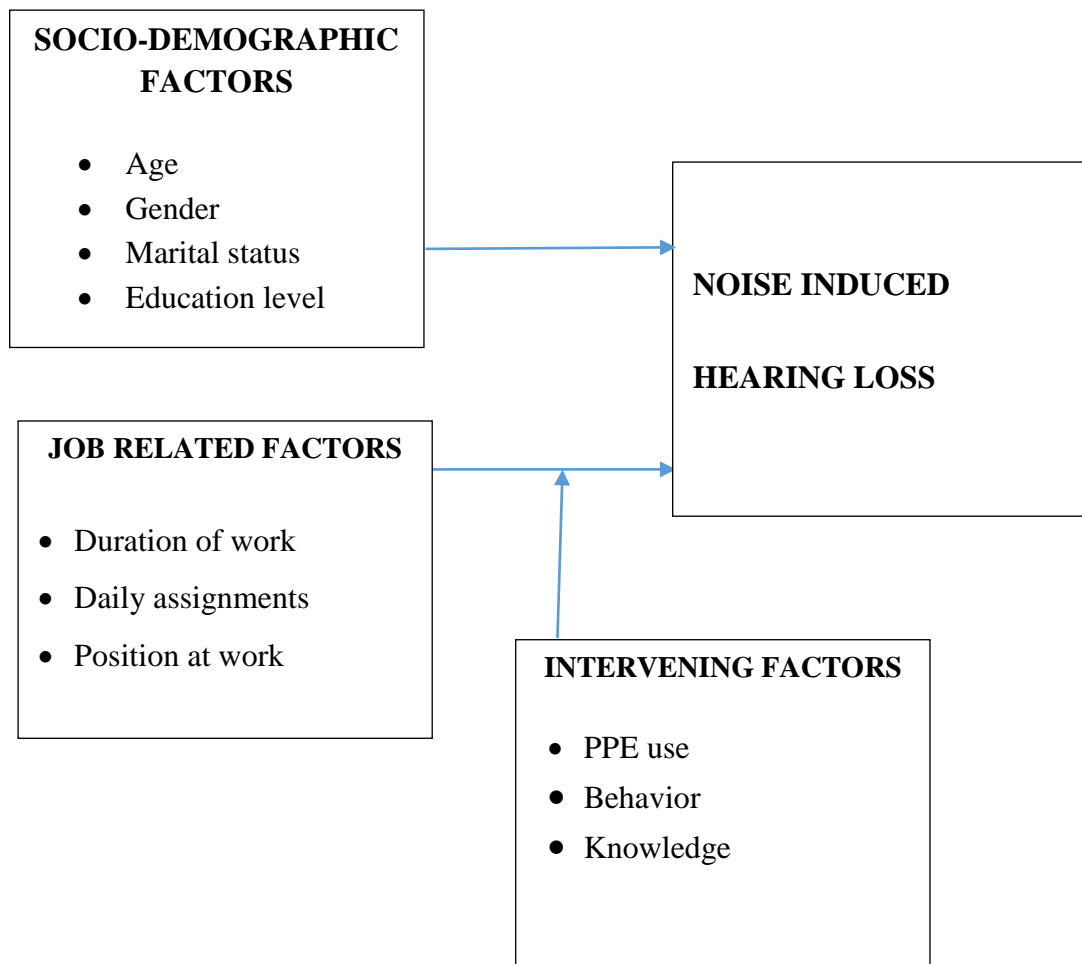 SOCIO-DEMOGRAPHIC
FACTORS
• Age
• Gender
• Marital status
• Education level
NOISE INDUCED
HEARING LOSS
JOB RELATED FACTORS
• Duration of work
• Daily assignments
• Position at work
INTERVENING FACTORS
• PPE use
• Behavior
• Knowledge